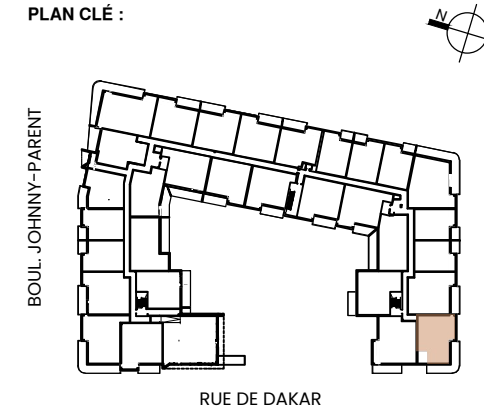 PLAN CLÉ :
N
BOUL. JOHNNY-PARENT
RUE DE DAKAR